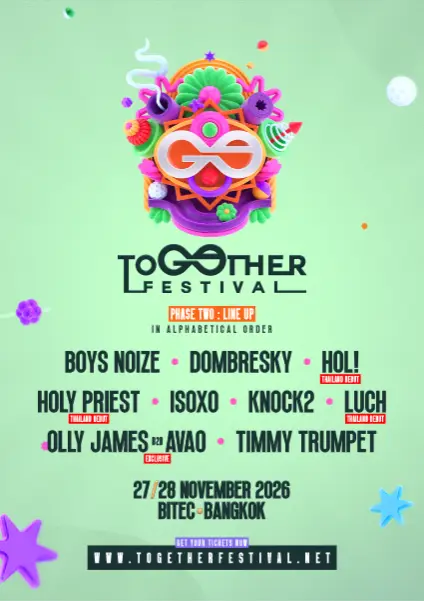 TOGETHER
FESTIVAL
PHASE TWO : LINE UP
IN ALPHABETICAL ORDER
BOYS NOIZE • DOMBRESKY • HOL!
THAILAND DEBUT
HOLY PRIEST • ISOXO • KNOCK2 • LUCH
THAILAND DEBUT THAILAND DEBUT
OLLY JAMES B2B AVAO • TIMMY TRUMPET
EXCLUSIVE
27/28 NOVEMBER 2026
BITEC • BANGKOK
GET YOUR TICKETS NOW
WWW.TOGETHERFESTIVAL.NET